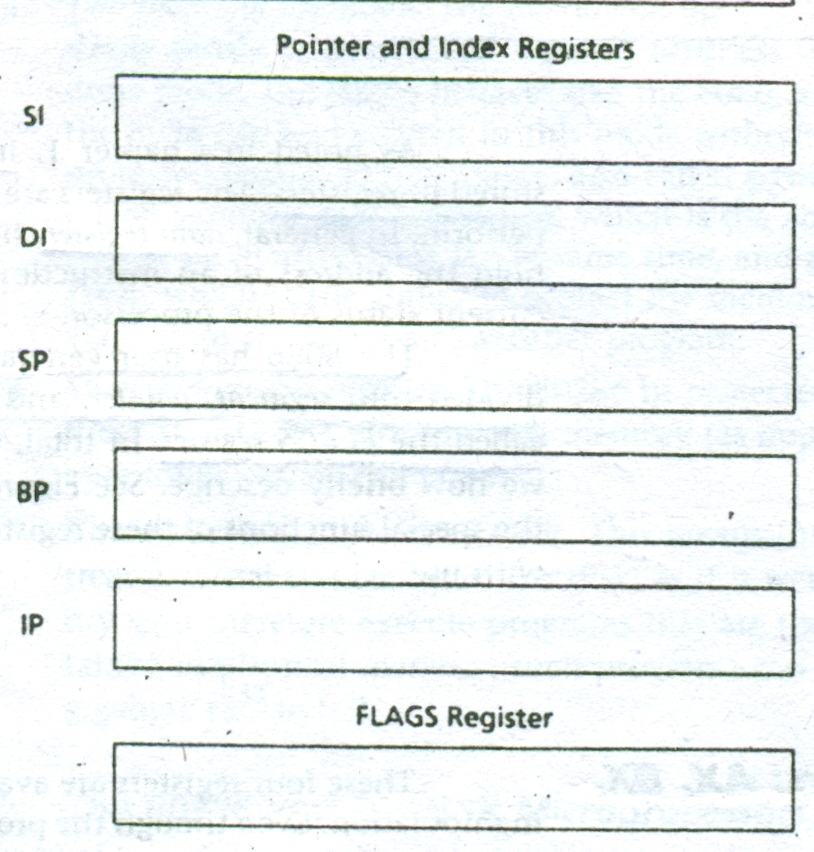 Pointer and Index Registers
SI
DI
SP
BP
IP
FLAGS Register